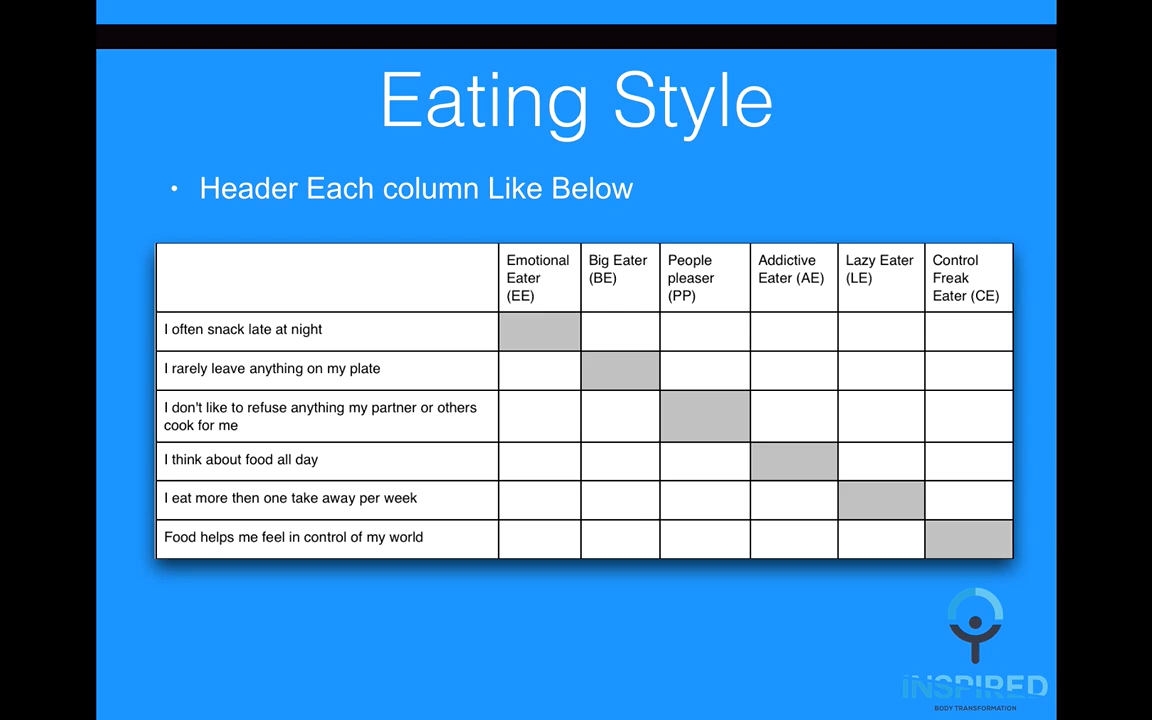 Eating Style
• Header Each column Like Below
Emotional Eater (EE)
Big Eater (BE)
People pleaser (PP)
Addictive Eater (AE)
Lazy Eater (LE)
Control Freak Eater (CE)
I often snack late at night
I rarely leave anything on my plate
I don't like to refuse anything my partner or others
cook for me
I think about food all day
I eat more then one take away per week
Food helps me feel in control of my world
iNSPIRED
BODY TRANSFORMATION